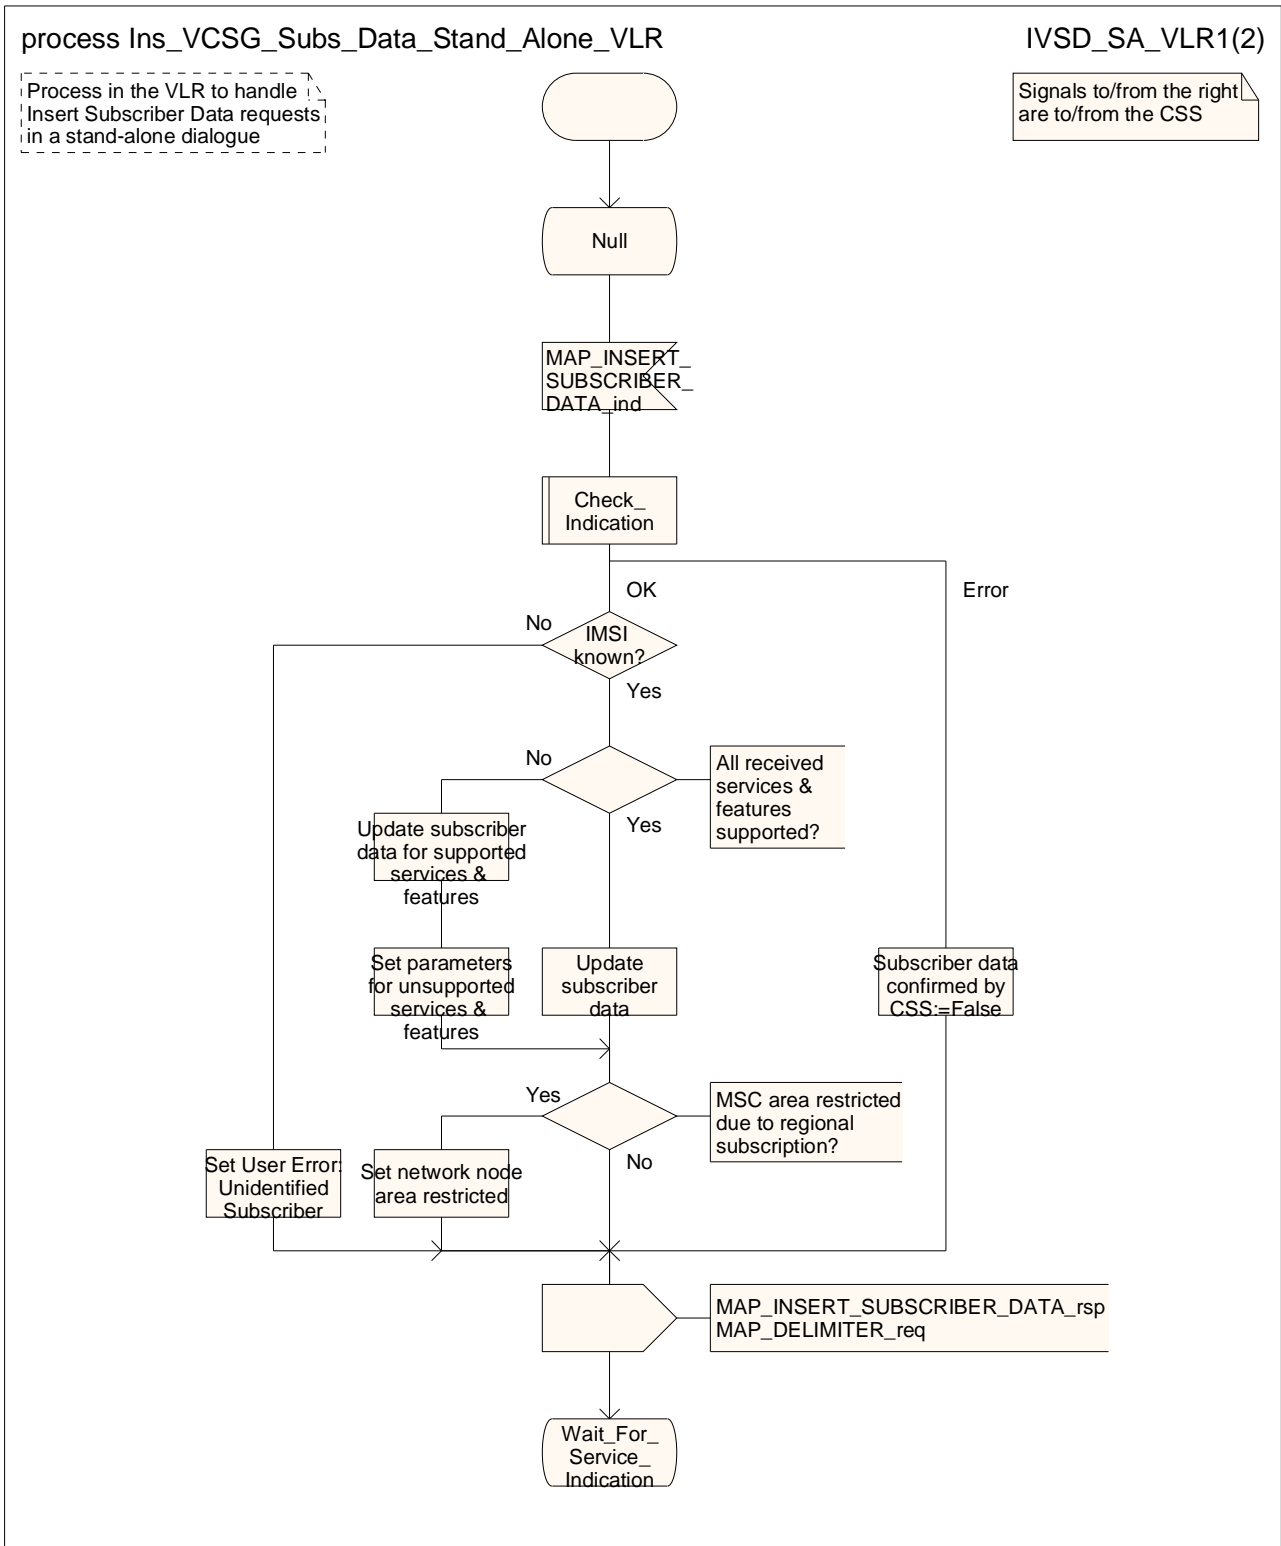 process Ins_VCSG_Subs_Data_Stand_Alone_VLR
IVSD_SA_VLR1(2)
Process in the VLR to handle
Insert Subscriber Data requests
in a stand-alone dialogue
Signals to/from the right
are to/from the CSS
Null
MAP_INSERT_
SUBSCRIBER_
DATA_ind
Check_
Indication
OK
Error
No
IMSI
known?
Yes
No
All received
services &
features
supported?
Yes
Update subscriber
data for supported
services &
features
Set parameters
for unsupported
services &
features
Update
subscriber
data
Subscriber data
confirmed by
CSS:=False
Yes
MSC area restricted
due to regional
subscription?
No
Set User Error:
Unidentified
Subscriber
Set network node
area restricted
MAP_INSERT_SUBSCRIBER_DATA_rsp
MAP_DELIMITER_req
Wait_For_
Service_
Indication